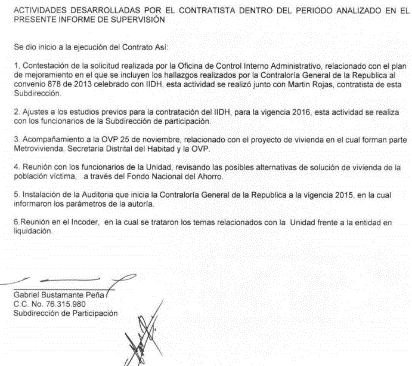 ACTIVIDADES DESARROLLADAS POR EL CONTRATISTA DENTRO DEL PERIODO ANALIZADO EN EL
PRESENTE INFORME DE SUPERVISIÓN
Se dio inicio a la ejecución del Contrato Así:
1, Contestación de la solicitud realizada por la Oficina de Control Interno Administrativo, relacionado con el plan
de mejoramiento en el que se incluyen los hallazgos realizados por la Contraloría General de la Republica al
convenio 878 de 2013 celebrado con IIDH, esta actividad se realizó junto con Martin Rojas, contratista de esta
Subdirección.
2. Ajustes a los estudios previos para la contratación del IIDH, para la vigencia 2016, esta actividad se realiza
con los funcionarios de la Subdirección de participación.
3. Acompañamiento a la OVP 25 de noviembre, relacionado con el proyecto de vivienda en el cual forman parte
Metrovivienda, Secretaria Distrital del Habitad y la OVP.
4. Reunión con los funcionarios de la Unidad, revisando las posibles alternativas de solución de vivienda de la
población víctima, a través del Fondo Nacional del Ahorro.
5. Instalación de la Auditoria que inicia la Contraloría General de la Republica a la vigencia 2015, en la cual
informaron los parámetros de la autoría.
6.Reunión en el Incoder, en la cual se trataron los temas relacionados con la Unidad frente a la entidad en
liquidación.
Gabriel Bustamante Peña
C.C. No. 76.315.980
Subdirección de Participación